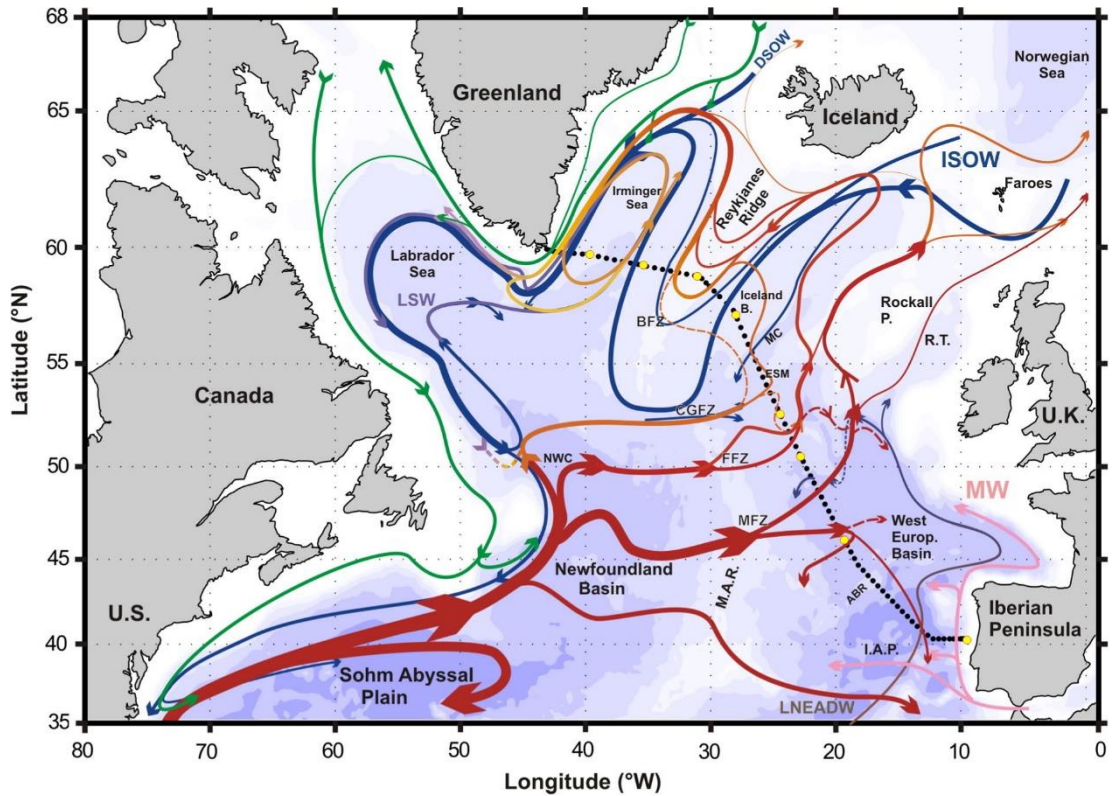 68
65
60
55
50
45
40
35
Latitude (°N)
80
70
60
50
40
30
20
10
0
Longitude (°W)
Greenland
DSOW
Iceland
Norwegian
Sea
ISOW
Faroes
Irminger
Sea
Reykjanes
Ridge
Labrador
Sea
LSW
Iceland
B.
BFZ
MC
Rockall
P.
R.T.
ESM
Canada
CGFZ
U.K.
NWC
FFZ
MW
MFZ
West
Europ.
Basin
Newfoundland
Basin
M.A.R.
ABR
U.S.
Iberian
Peninsula
I.A.P.
Sohm Abyssal
Plain
LNEADW